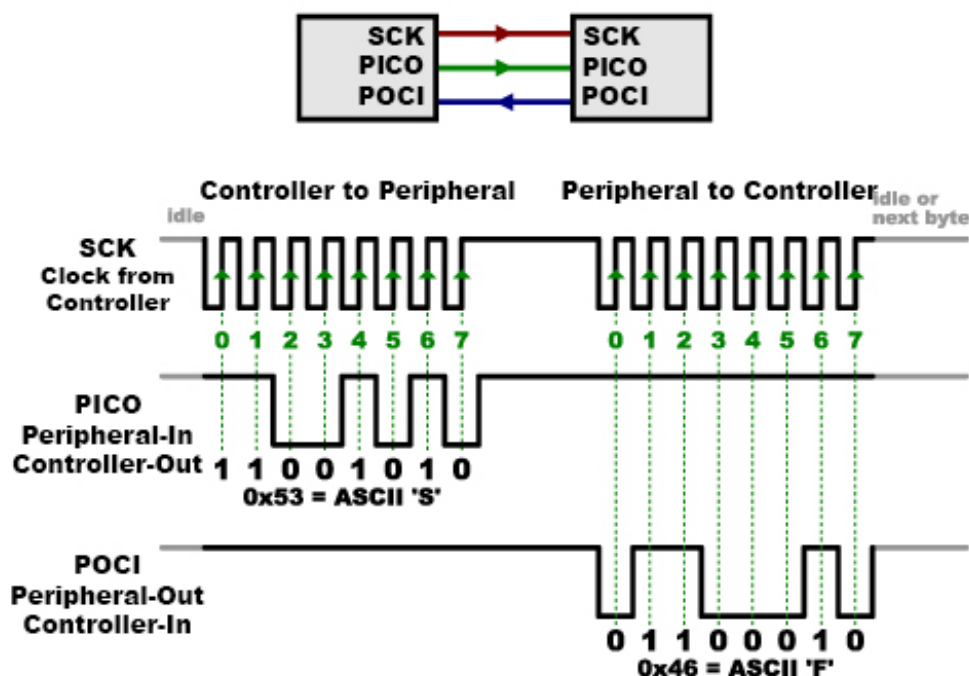 SCK SCK
PICO PICO
POCI POCI
Controller to Peripheral Peripheral to Controller
idle idle or
next byte
SCK
Clock from
Controller
0 1 2 3 4 5 6 7 0 1 2 3 4 5 6 7
PICO
Peripheral-In
Controller-Out 1 1 0 0 1 0 1 0
0x53 = ASCII 'S'
POCI
Peripheral-Out
Controller-In
0 1 1 0 0 0 1 0
0x46 = ASCII 'F'